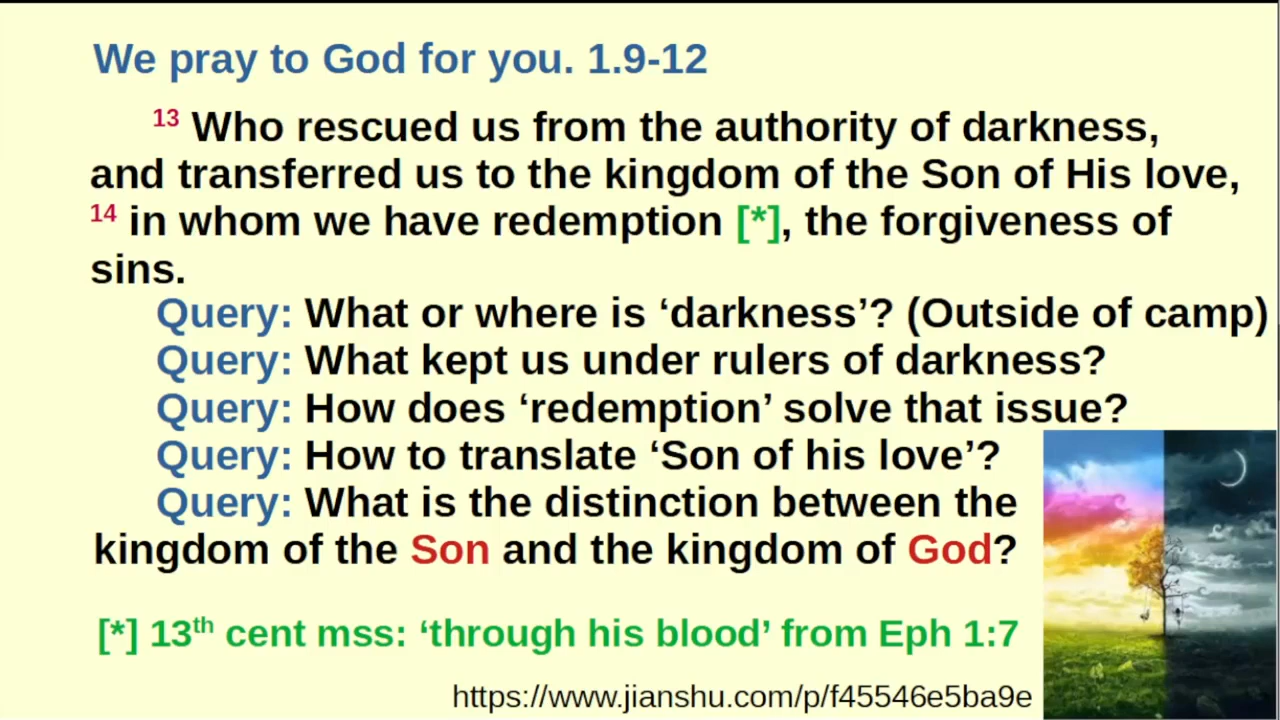 We pray to God for you. 1.9-12
13 Who rescued us from the authority of darkness,
and transferred us to the kingdom of the Son of His love,
14 in whom we have redemption [*], the forgiveness of
sins.
Query: What or where is ‘darkness’? (Outside of camp)
Query: What kept us under rulers of darkness?
Query: How does ‘redemption’ solve that issue?
Query: How to translate ‘Son of his love’?
Query: What is the distinction between the
kingdom of the Son and the kingdom of God?
[*] 13th cent mss: ‘through his blood’ from Eph 1:7
https://www.jianshu.com/p/f45546e5ba9e